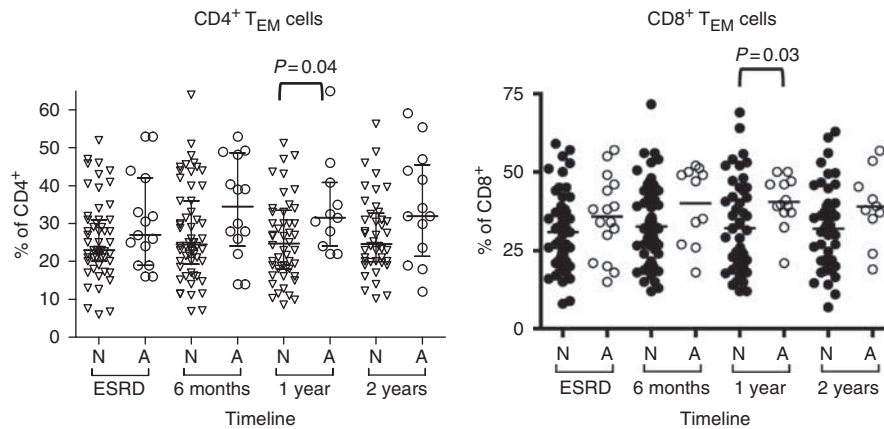 CD4⁺ T_EM cells
P=0.04
60
50
40
30
20
10
0
% of CD4⁺
N A N A N A N A
ESRD 6 months 1 year 2 years
Timeline
CD8⁺ T_EM cells
P=0.03
75
50
25
0
% of CD8⁺
N A N A N A N A
ESRD 6 months 1 year 2 years
Timeline